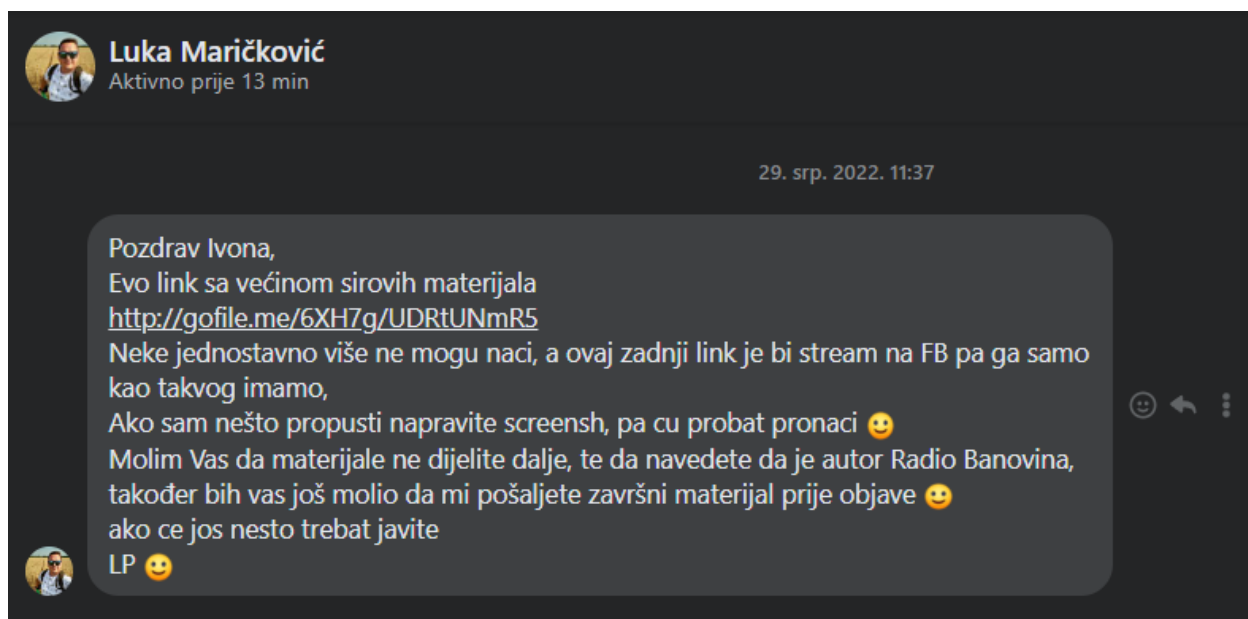 Luka Maričković
Aktivno prije 13 min
29. srp. 2022. 11:37
Pozdrav Ivona,
Evo link sa većinom sirovih materijala
http://gofile.me/6XH7g/UDRtUNmR5
Neke jednostavno više ne mogu naci, a ovaj zadnji link je bi stream na FB pa ga samo
kao takvog imamo,
Ako sam nešto propusti napravite screensh, pa cu probat pronaci 🙂
Molim Vas da materijale ne dijelite dalje, te da navedete da je autor Radio Banovina,
također bih vas još molio da mi pošaljete završni materijal prije objave 🙂
ako ce jos nesto trebat javite
LP 🙂